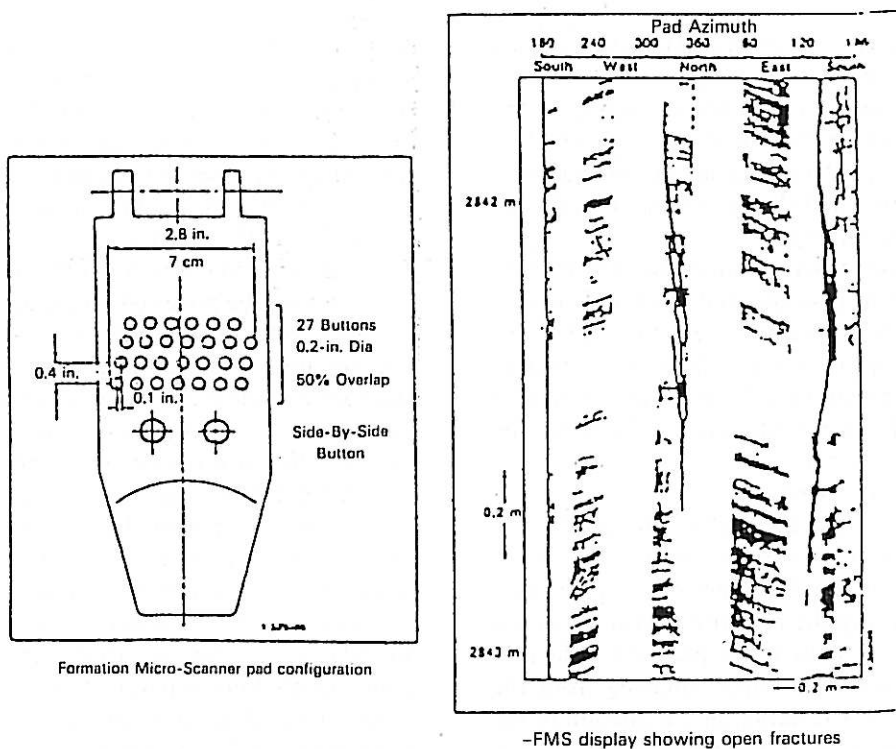 2.8 in.
7 cm
27 Buttons
0.2-in. Dia
0.4 in.
50% Overlap
0.1 in.
Side-By-Side
Button
Formation Micro-Scanner pad configuration
Pad Azimuth
180 240 300 360 60 120
South West North East South
2842 m
0.2 m
2843 m
0.2 m
-FMS display showing open fractures